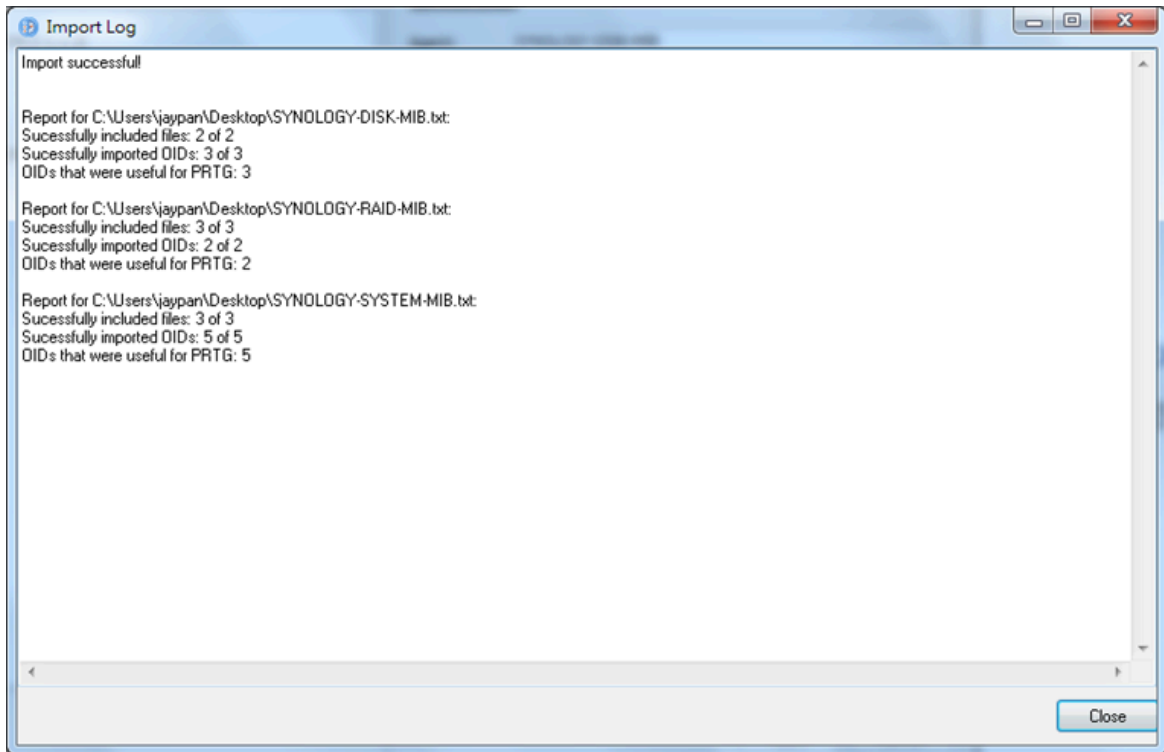 Import Log
Import successful!
Report for C:\Users\jaypan\Desktop\SYNOLOGY-DISK-MIB.txt:
Sucessfully included files: 2 of 2
Sucessfully imported OIDs: 3 of 3
OIDs that were useful for PRTG: 3
Report for C:\Users\jaypan\Desktop\SYNOLOGY-RAID-MIB.txt:
Sucessfully included files: 3 of 3
Sucessfully imported OIDs: 2 of 2
OIDs that were useful for PRTG: 2
Report for C:\Users\jaypan\Desktop\SYNOLOGY-SYSTEM-MIB.txt:
Sucessfully included files: 3 of 3
Sucessfully imported OIDs: 5 of 5
OIDs that were useful for PRTG: 5
Close